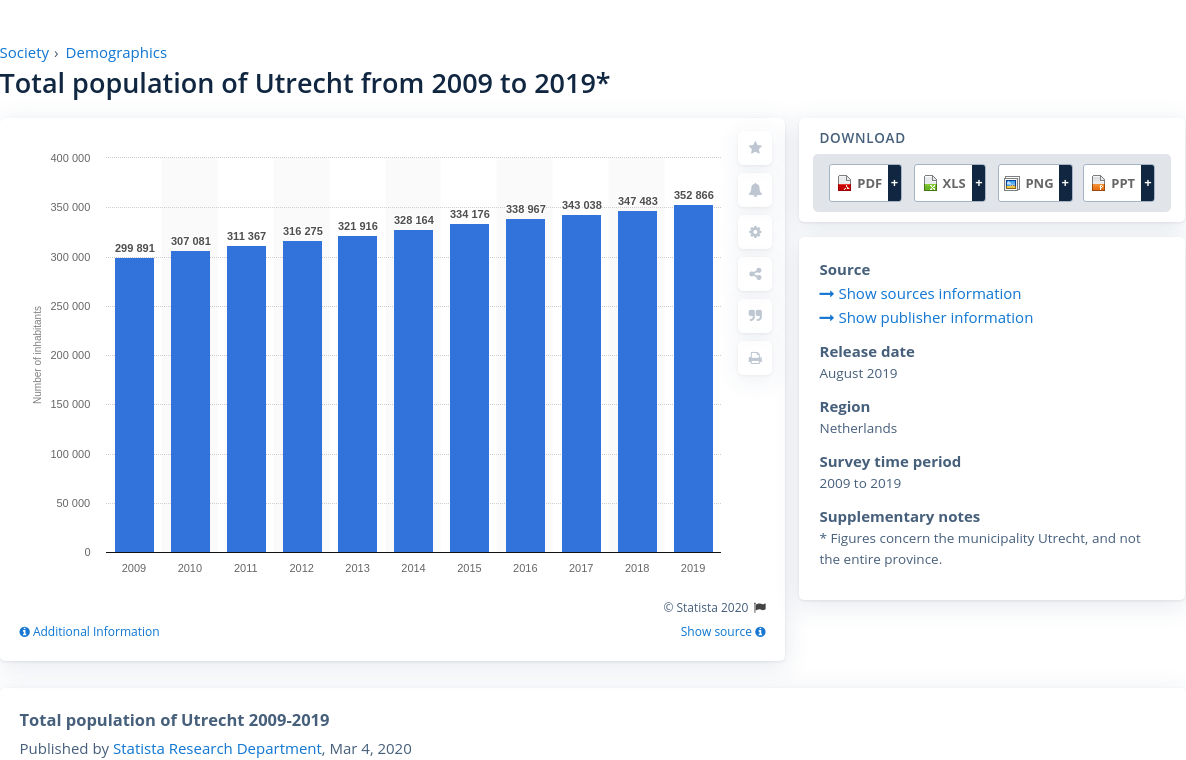 Society › Demographics
Total population of Utrecht from 2009 to 2019*
400 000
350 000
300 000
250 000
200 000
150 000
100 000
50 000
0
Number of inhabitants
299 891
307 081
311 367
316 275
321 916
328 164
334 176
338 967
343 038
347 483
352 866
2009 2010 2011 2012 2013 2014 2015 2016 2017 2018 2019
© Statista 2020
Additional Information
Show source
DOWNLOAD
PDF + XLS + PNG + PPT +
Source
Show sources information
Show publisher information
Release date
August 2019
Region
Netherlands
Survey time period
2009 to 2019
Supplementary notes
* Figures concern the municipality Utrecht, and not
the entire province.
Total population of Utrecht 2009-2019
Published by Statista Research Department, Mar 4, 2020